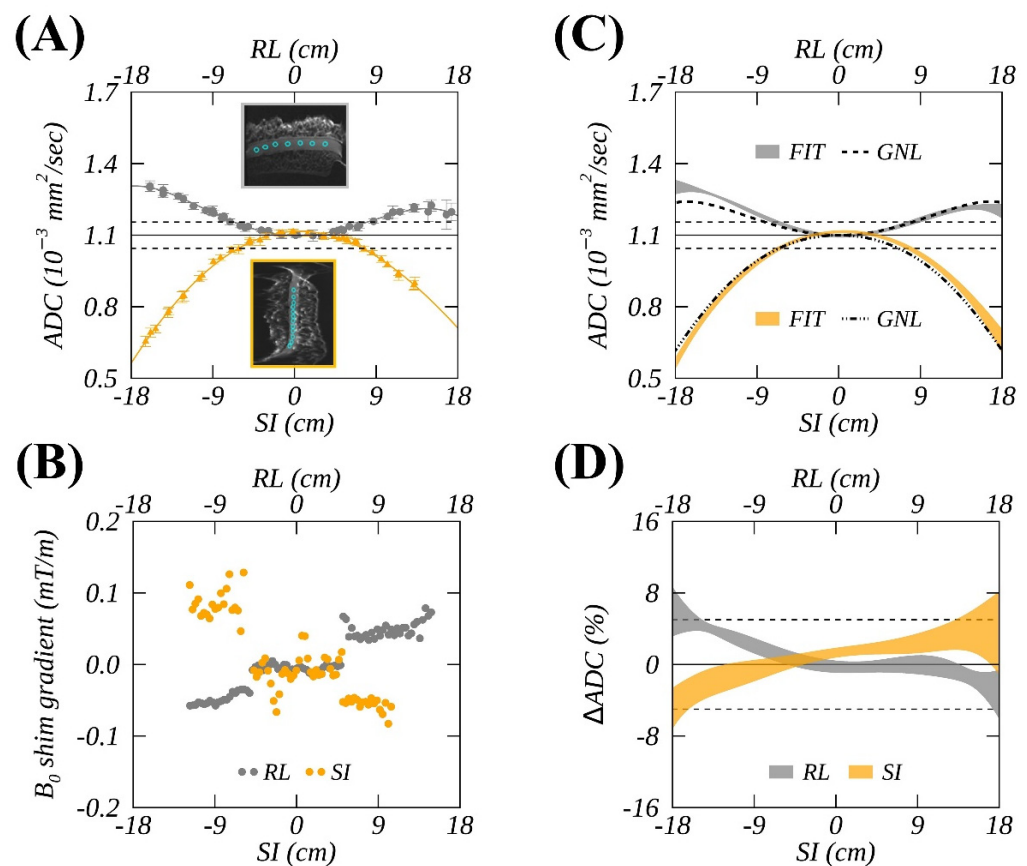 (A)
RL (cm)
-18 -9 0 9 18
1.7
1.4
1.1
0.8
0.5
ADC (10⁻³ mm²/sec)
-18 -9 0 9 18
SI (cm)
(C)
RL (cm)
-18 -9 0 9 18
1.7
1.4
1.1
0.8
0.5
ADC (10⁻³ mm²/sec)
FIT GNL
FIT GNL
-18 -9 0 9 18
SI (cm)
(B)
RL (cm)
-18 -9 0 9 18
0.2
0.1
0.0
-0.1
-0.2
B₀ shim gradient (mT/m)
RL SI
-18 -9 0 9 18
SI (cm)
(D)
RL (cm)
-18 -9 0 9 18
16
8
0
-8
-16
ΔADC (%)
RL SI
-18 -9 0 9 18
SI (cm)